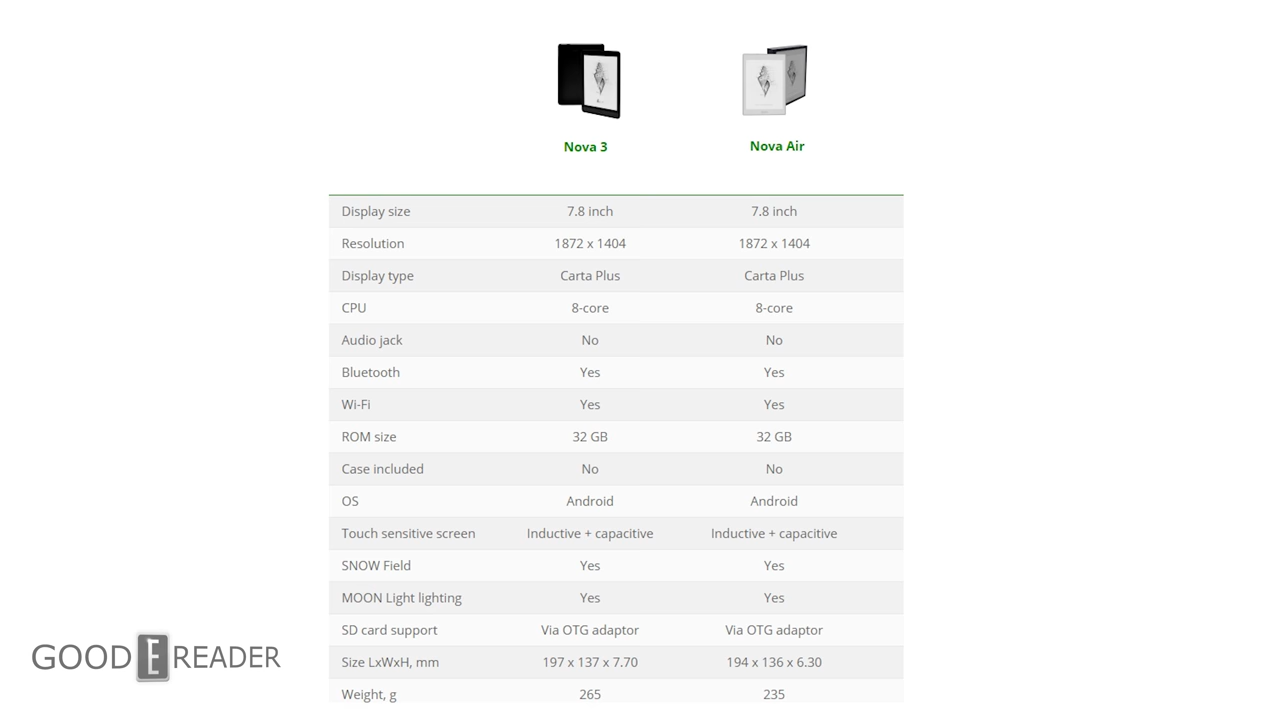 Nova 3 Nova Air
Display size 7.8 inch 7.8 inch
Resolution 1872 x 1404 1872 x 1404
Display type Carta Plus Carta Plus
CPU 8-core 8-core
Audio jack No No
Bluetooth Yes Yes
Wi-Fi Yes Yes
ROM size 32 GB 32 GB
Case included No No
OS Android Android
Touch sensitive screen Inductive + capacitive Inductive + capacitive
SNOW Field Yes Yes
MOON Light lighting Yes Yes
SD card support Via OTG adaptor Via OTG adaptor
Size LxWxH, mm 197 x 137 x 7.70 194 x 136 x 6.30
Weight, g 265 235
GOOD E READER